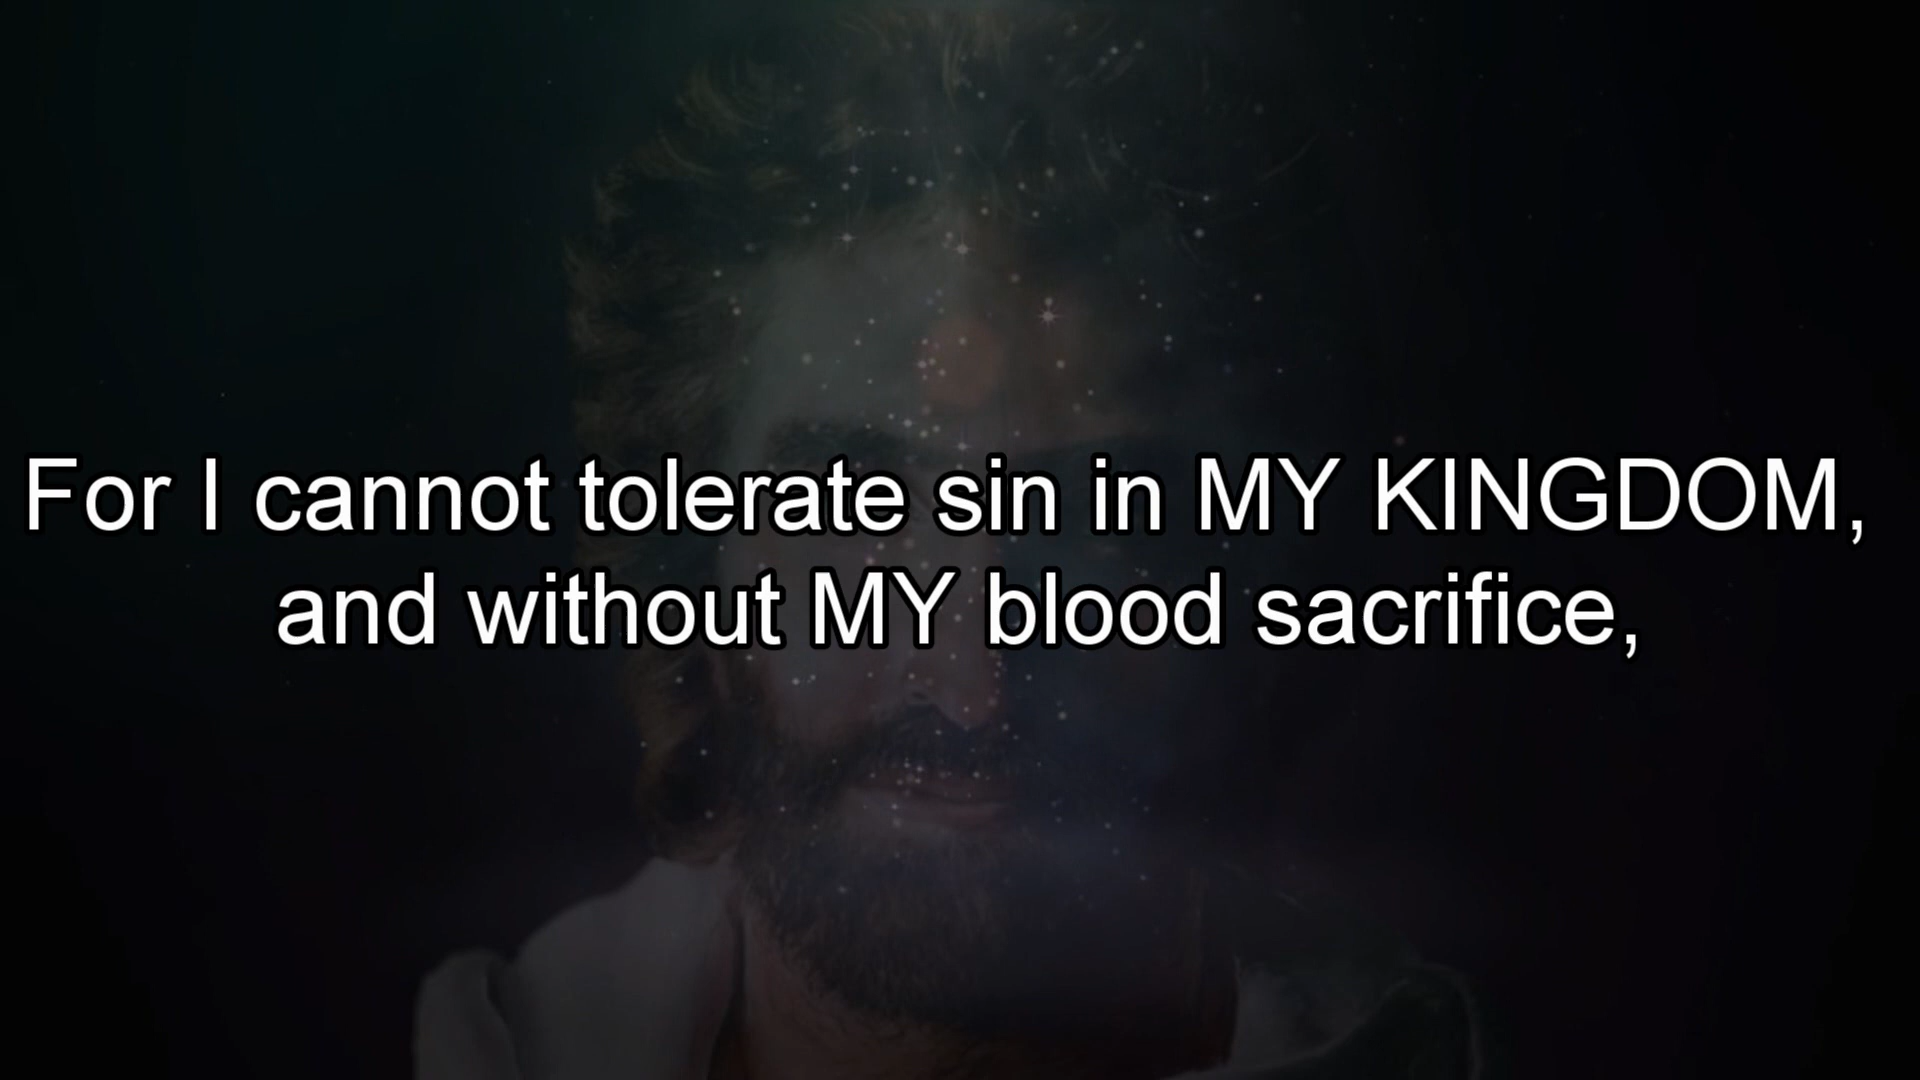 For I cannot tolerate sin in MY KINGDOM,
and without MY blood sacrifice,